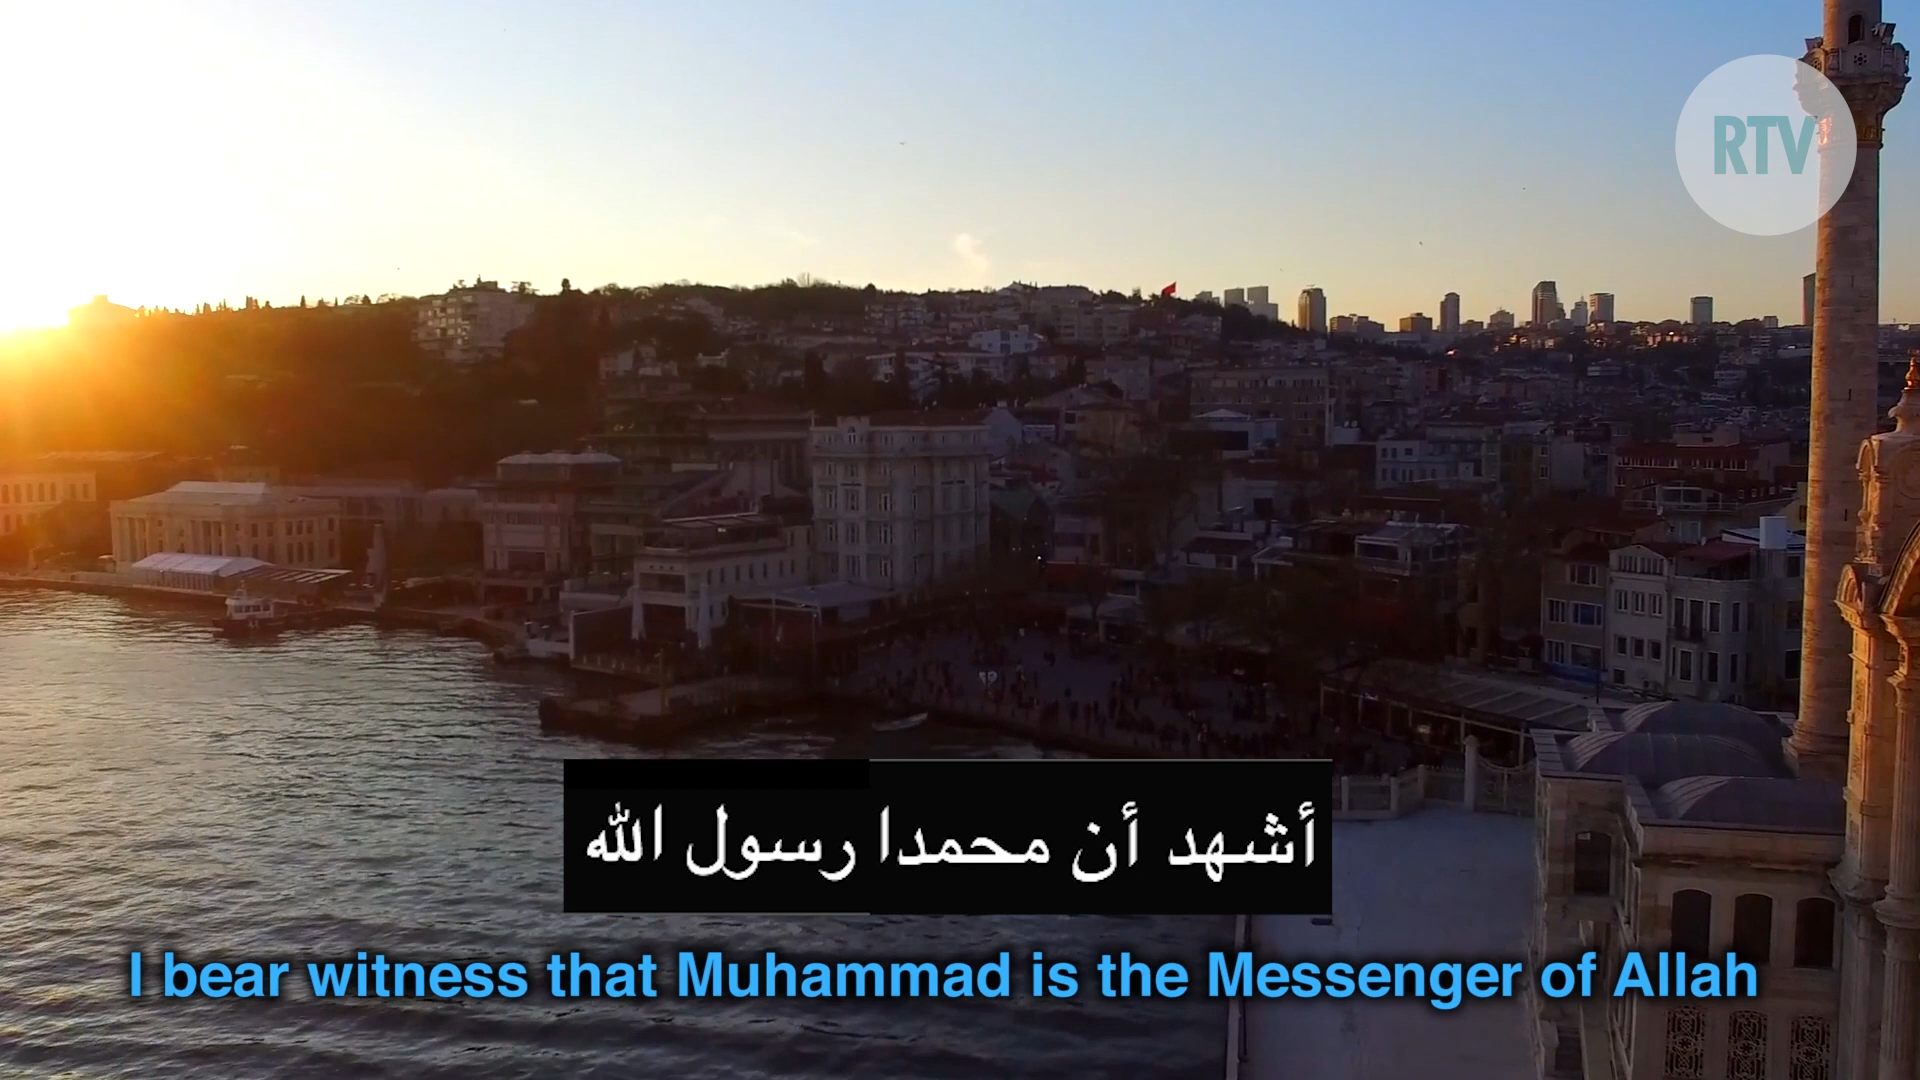 RTV
أشهد أن محمدا رسول الله
I bear witness that Muhammad is the Messenger of Allah